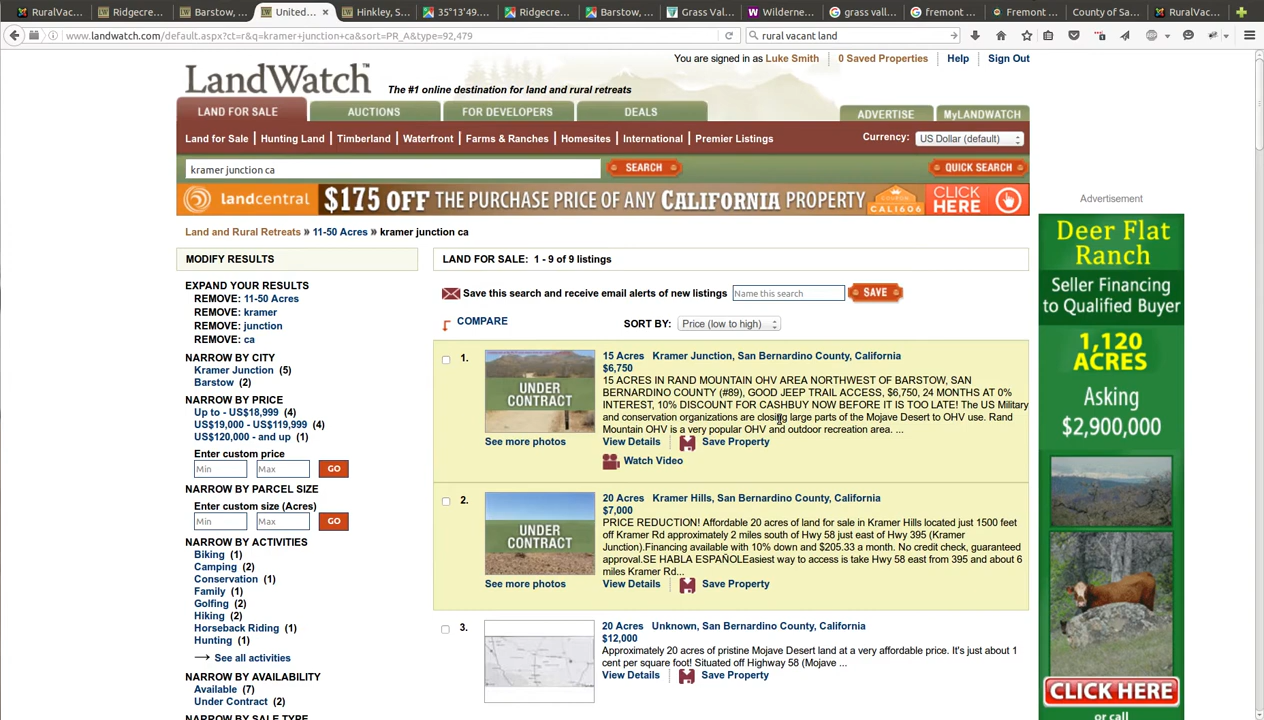 RuralVac...
Ridgecre...
Barstow, ...
United...
Hinkley, S...
35°13'49....
Ridgecre...
Barstow, ...
Grass Val...
Wilderne...
grass vall...
fremont ...
Fremont ...
County of Sa...
RuralVac...
www.landwatch.com/default.aspx?ct=r&q=kramer+junction+ca&sort=PR_A&type=92,479
rural vacant land
You are signed in as Luke Smith
0 Saved Properties
Help
Sign Out
LandWatch™
The #1 online destination for land and rural retreats
LAND FOR SALE
AUCTIONS
FOR DEVELOPERS
DEALS
ADVERTISE
MyLANDWATCH
Land for Sale | Hunting Land | Timberland | Waterfront | Farms & Ranches | Homesites | International | Premier Listings
Currency: US Dollar (default)
kramer junction ca
SEARCH
QUICK SEARCH
landcentral $175 OFF THE PURCHASE PRICE OF ANY CALIFORNIA PROPERTY COUPON CALI606 CLICK HERE
Land and Rural Retreats » 11-50 Acres » kramer junction ca
MODIFY RESULTS
EXPAND YOUR RESULTS
REMOVE: 11-50 Acres
REMOVE: kramer
REMOVE: junction
REMOVE: ca
NARROW BY CITY
Kramer Junction (5)
Barstow (2)
NARROW BY PRICE
Up to - US$18,999 (4)
US$19,000 - US$119,999 (4)
US$120,000 - and up (1)
Enter custom price
Min
Max
GO
NARROW BY PARCEL SIZE
Enter custom size (Acres)
Min
Max
GO
NARROW BY ACTIVITIES
Biking (1)
Camping (2)
Conservation (1)
Family (1)
Golfing (2)
Hiking (2)
Horseback Riding (1)
Hunting (1)
See all activities
NARROW BY AVAILABILITY
Available (7)
Under Contract (2)
NARROW BY SALE TYPE
LAND FOR SALE: 1 - 9 of 9 listings
Save this search and receive email alerts of new listings
Name this search
SAVE
COMPARE
SORT BY: Price (low to high)
1.
UNDER CONTRACT
See more photos
15 Acres Kramer Junction, San Bernardino County, California
$6,750
15 ACRES IN RAND MOUNTAIN OHV AREA NORTHWEST OF BARSTOW, SAN
BERNARDINO COUNTY (#89), GOOD JEEP TRAIL ACCESS, $6,750, 24 MONTHS AT 0%
INTEREST, 10% DISCOUNT FOR CASHBUY NOW BEFORE IT IS TOO LATE! The US Military
and conservation organizations are closing large parts of the Mojave Desert to OHV use. Rand
Mountain OHV is a very popular OHV and outdoor recreation area. ...
View Details
Save Property
Watch Video
2.
UNDER CONTRACT
See more photos
20 Acres Kramer Hills, San Bernardino County, California
$7,000
PRICE REDUCTION! Affordable 20 acres of land for sale in Kramer Hills located just 1500 feet
off Kramer Rd approximately 2 miles south of Hwy 58 just east of Hwy 395 (Kramer
Junction).Financing available with 10% down and $205.33 a month. No credit check, guaranteed
approval.SE HABLA ESPAÑOLEasiest way to access is take Hwy 58 east from 395 and about 6
miles Kramer Rd...
View Details
Save Property
3.
20 Acres Unknown, San Bernardino County, California
$12,000
Approximately 20 acres of pristine Mojave Desert land at a very affordable price. It's just about 1
cent per square foot! Situated off Highway 58 (Mojave ...
View Details
Save Property
Advertisement
Deer Flat
Ranch
Seller Financing
to Qualified Buyer
1,120
ACRES
Asking
$2,900,000
CLICK HERE
or call